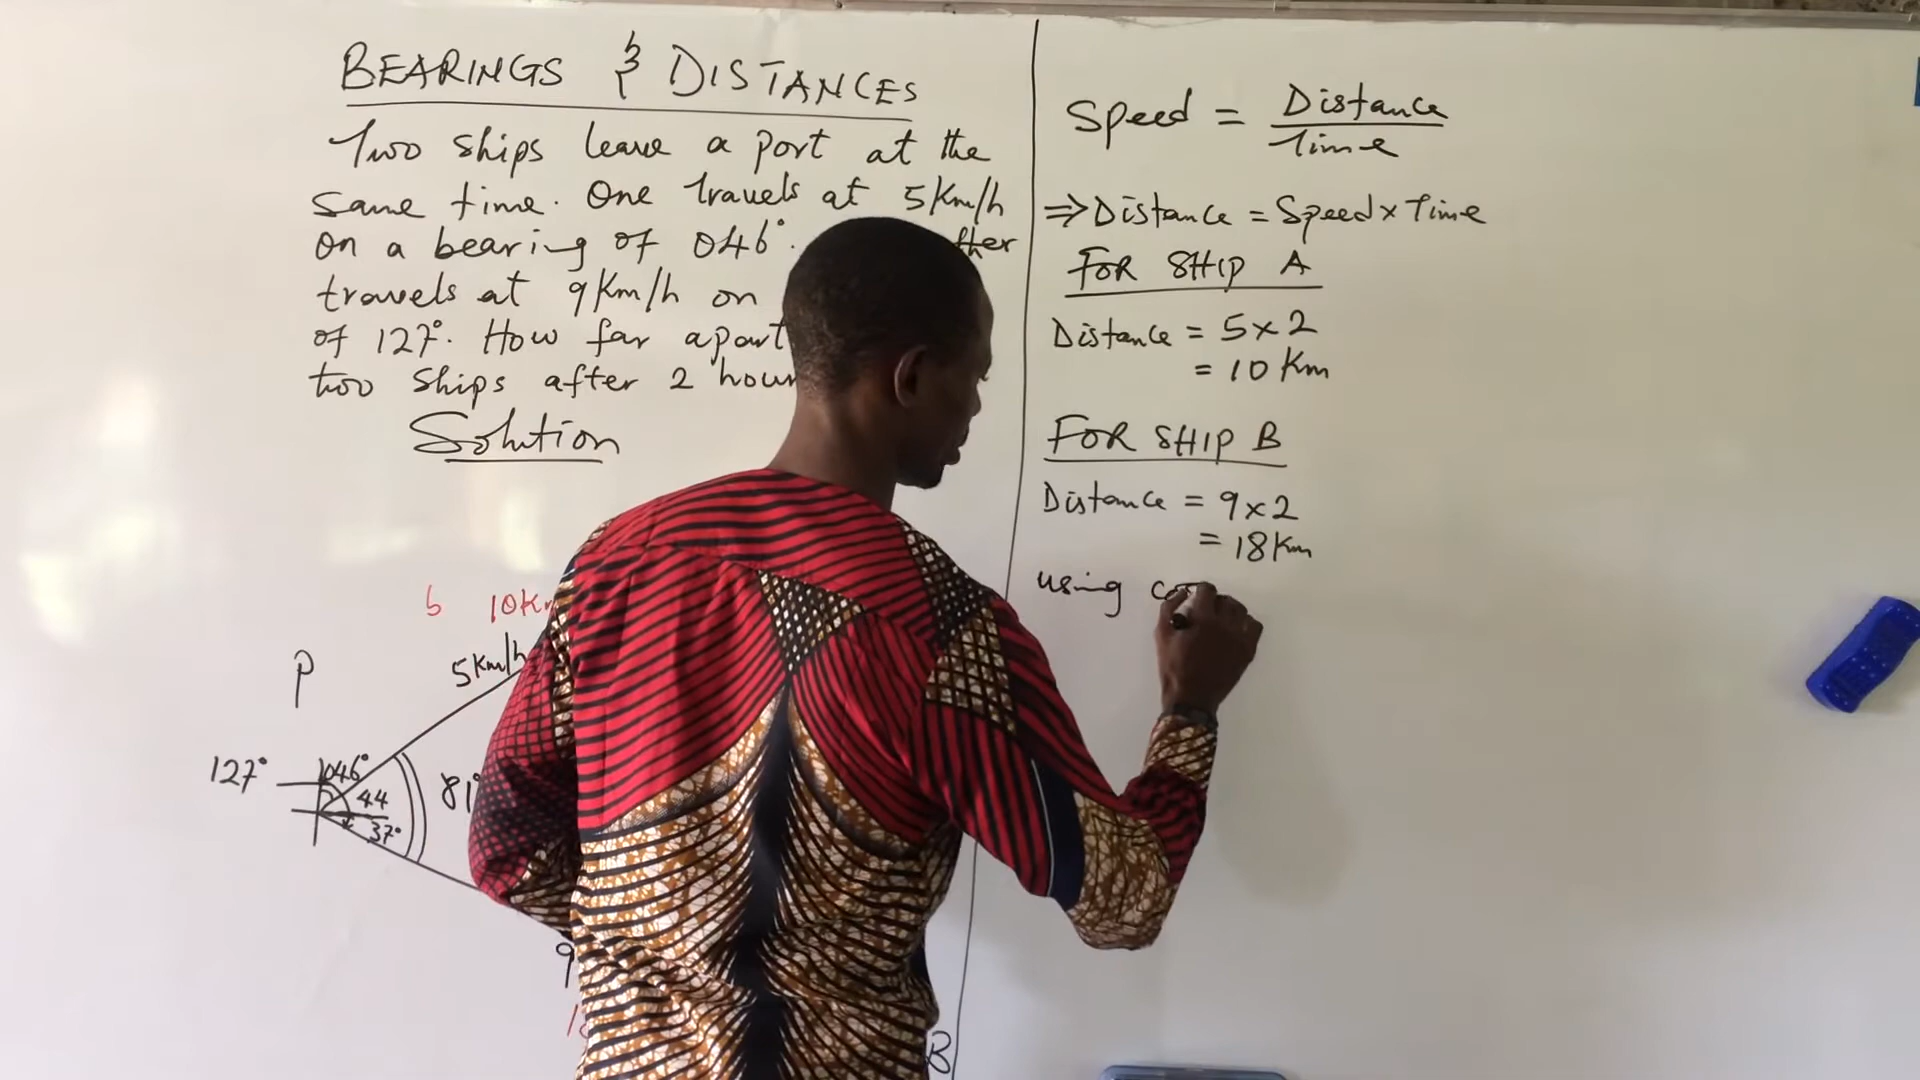 BEARINGS & DISTANCES
Two ships leave a port at the
same time. One travels at 5Km/h
on a bearing of 046°.
travels at 9Km/h on
of 127°. How far apart
two ships after 2 hour
Solution
b 10K
5Km/h
P
127°
046°
44
37°
81°
9
B
Speed = Distance
Time
⇒ Distance = Speed × Time
FOR SHIP A
Distance = 5 × 2
= 10 Km
FOR SHIP B
Distance = 9 × 2
= 18 Km
using